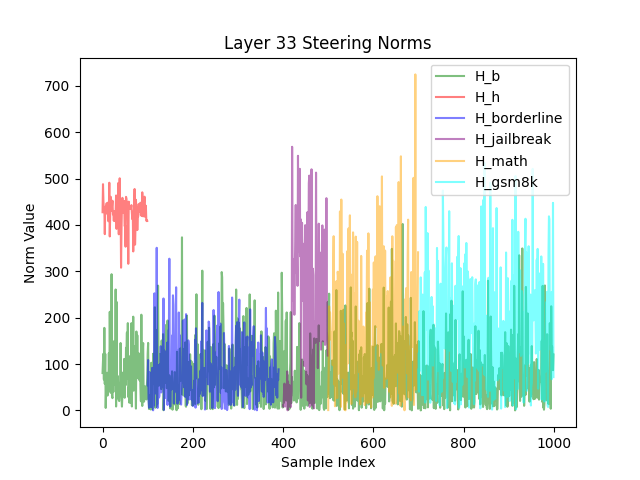 Layer 33 Steering Norms
Norm Value
700
600
500
400
300
200
100
0
H_b
H_h
H_borderline
H_jailbreak
H_math
H_gsm8k
0
200
400
600
800
1000
Sample Index